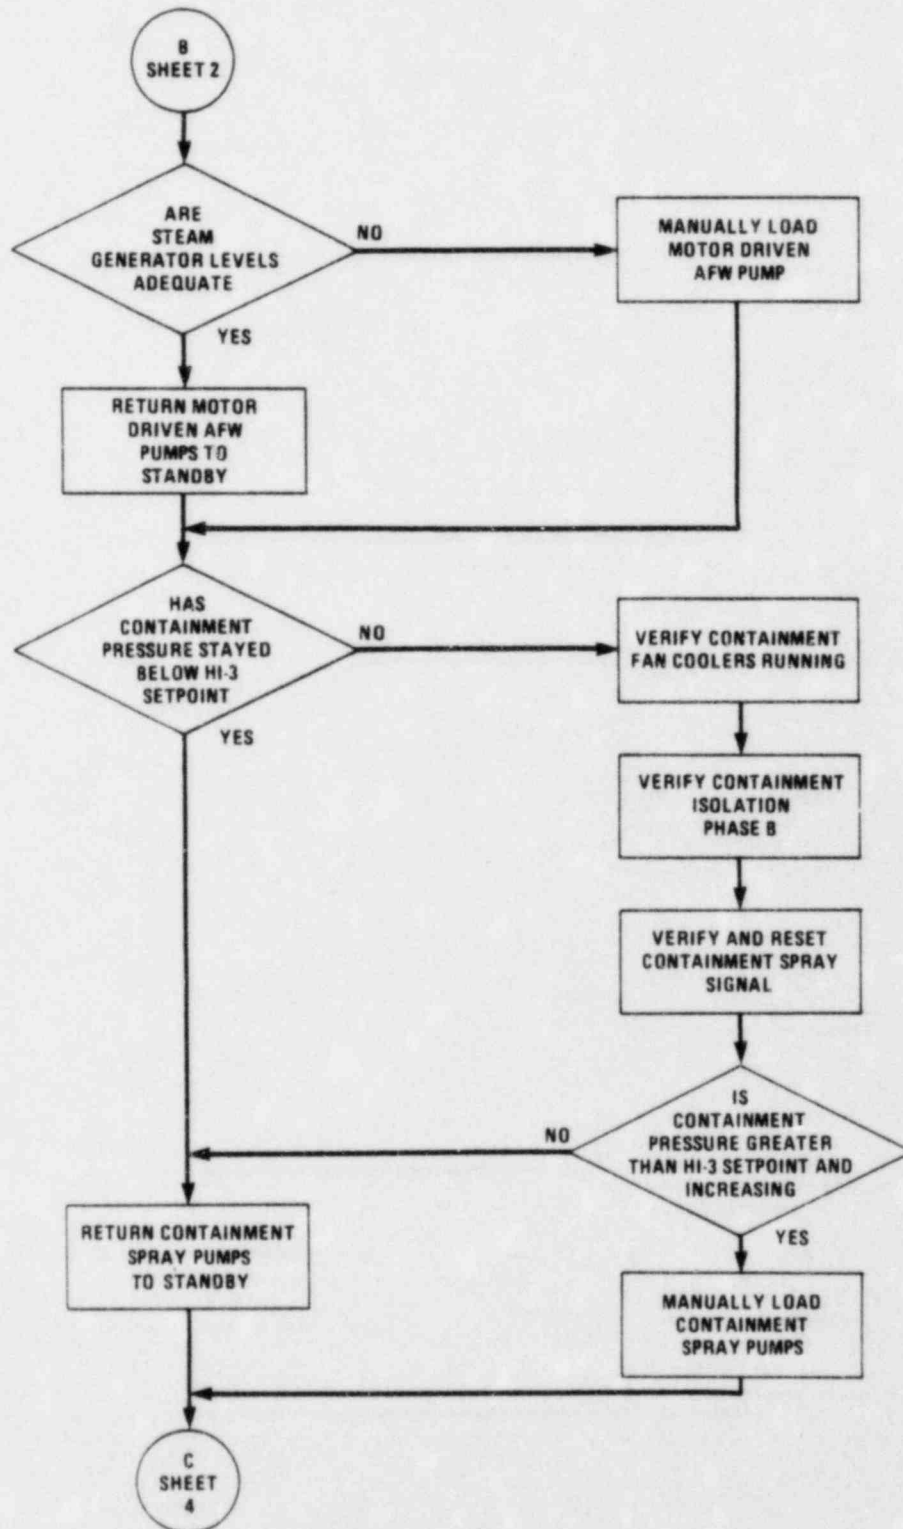 B
SHEET 2
ARE
STEAM
GENERATOR LEVELS
ADEQUATE
NO
MANUALLY LOAD
MOTOR DRIVEN
AFW PUMP
YES
RETURN MOTOR
DRIVEN AFW
PUMPS TO
STANDBY
HAS
CONTAINMENT
PRESSURE STAYED
BELOW HI-3
SETPOINT
NO
VERIFY CONTAINMENT
FAN COOLERS RUNNING
YES
VERIFY CONTAINMENT
ISOLATION
PHASE B
VERIFY AND RESET
CONTAINMENT SPRAY
SIGNAL
IS
CONTAINMENT
PRESSURE GREATER
THAN HI-3 SETPOINT AND
INCREASING
NO
YES
RETURN CONTAINMENT
SPRAY PUMPS
TO STANDBY
MANUALLY LOAD
CONTAINMENT
SPRAY PUMPS
C
SHEET
4